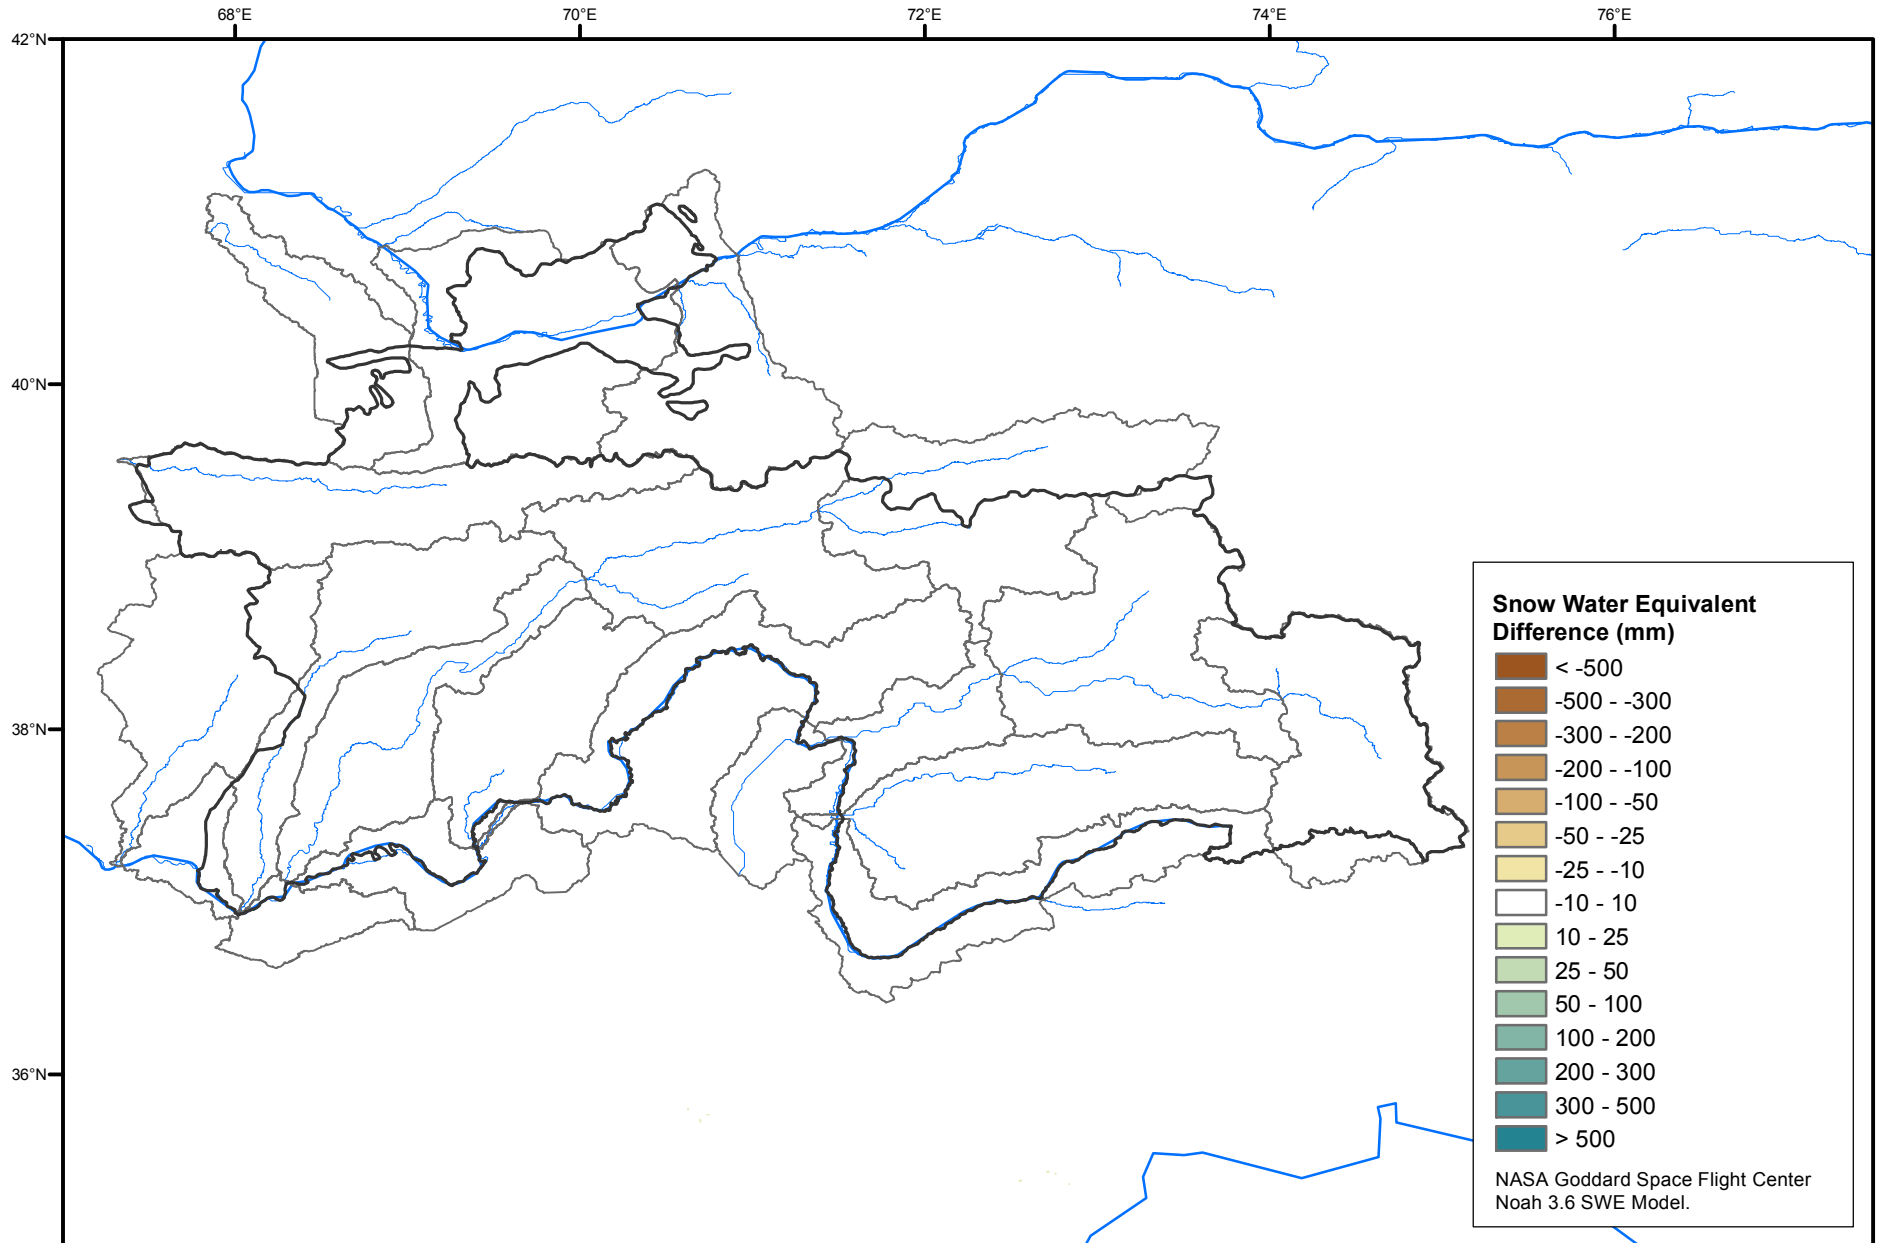 68°E 70°E 72°E 74°E 76°E
42°N
40°N
38°N
36°N
Snow Water Equivalent
Difference (mm)
< -500
-500 - -300
-300 - -200
-200 - -100
-100 - -50
-50 - -25
-25 - -10
-10 - 10
10 - 25
25 - 50
50 - 100
100 - 200
200 - 300
300 - 500
> 500
NASA Goddard Space Flight Center
Noah 3.6 SWE Model.